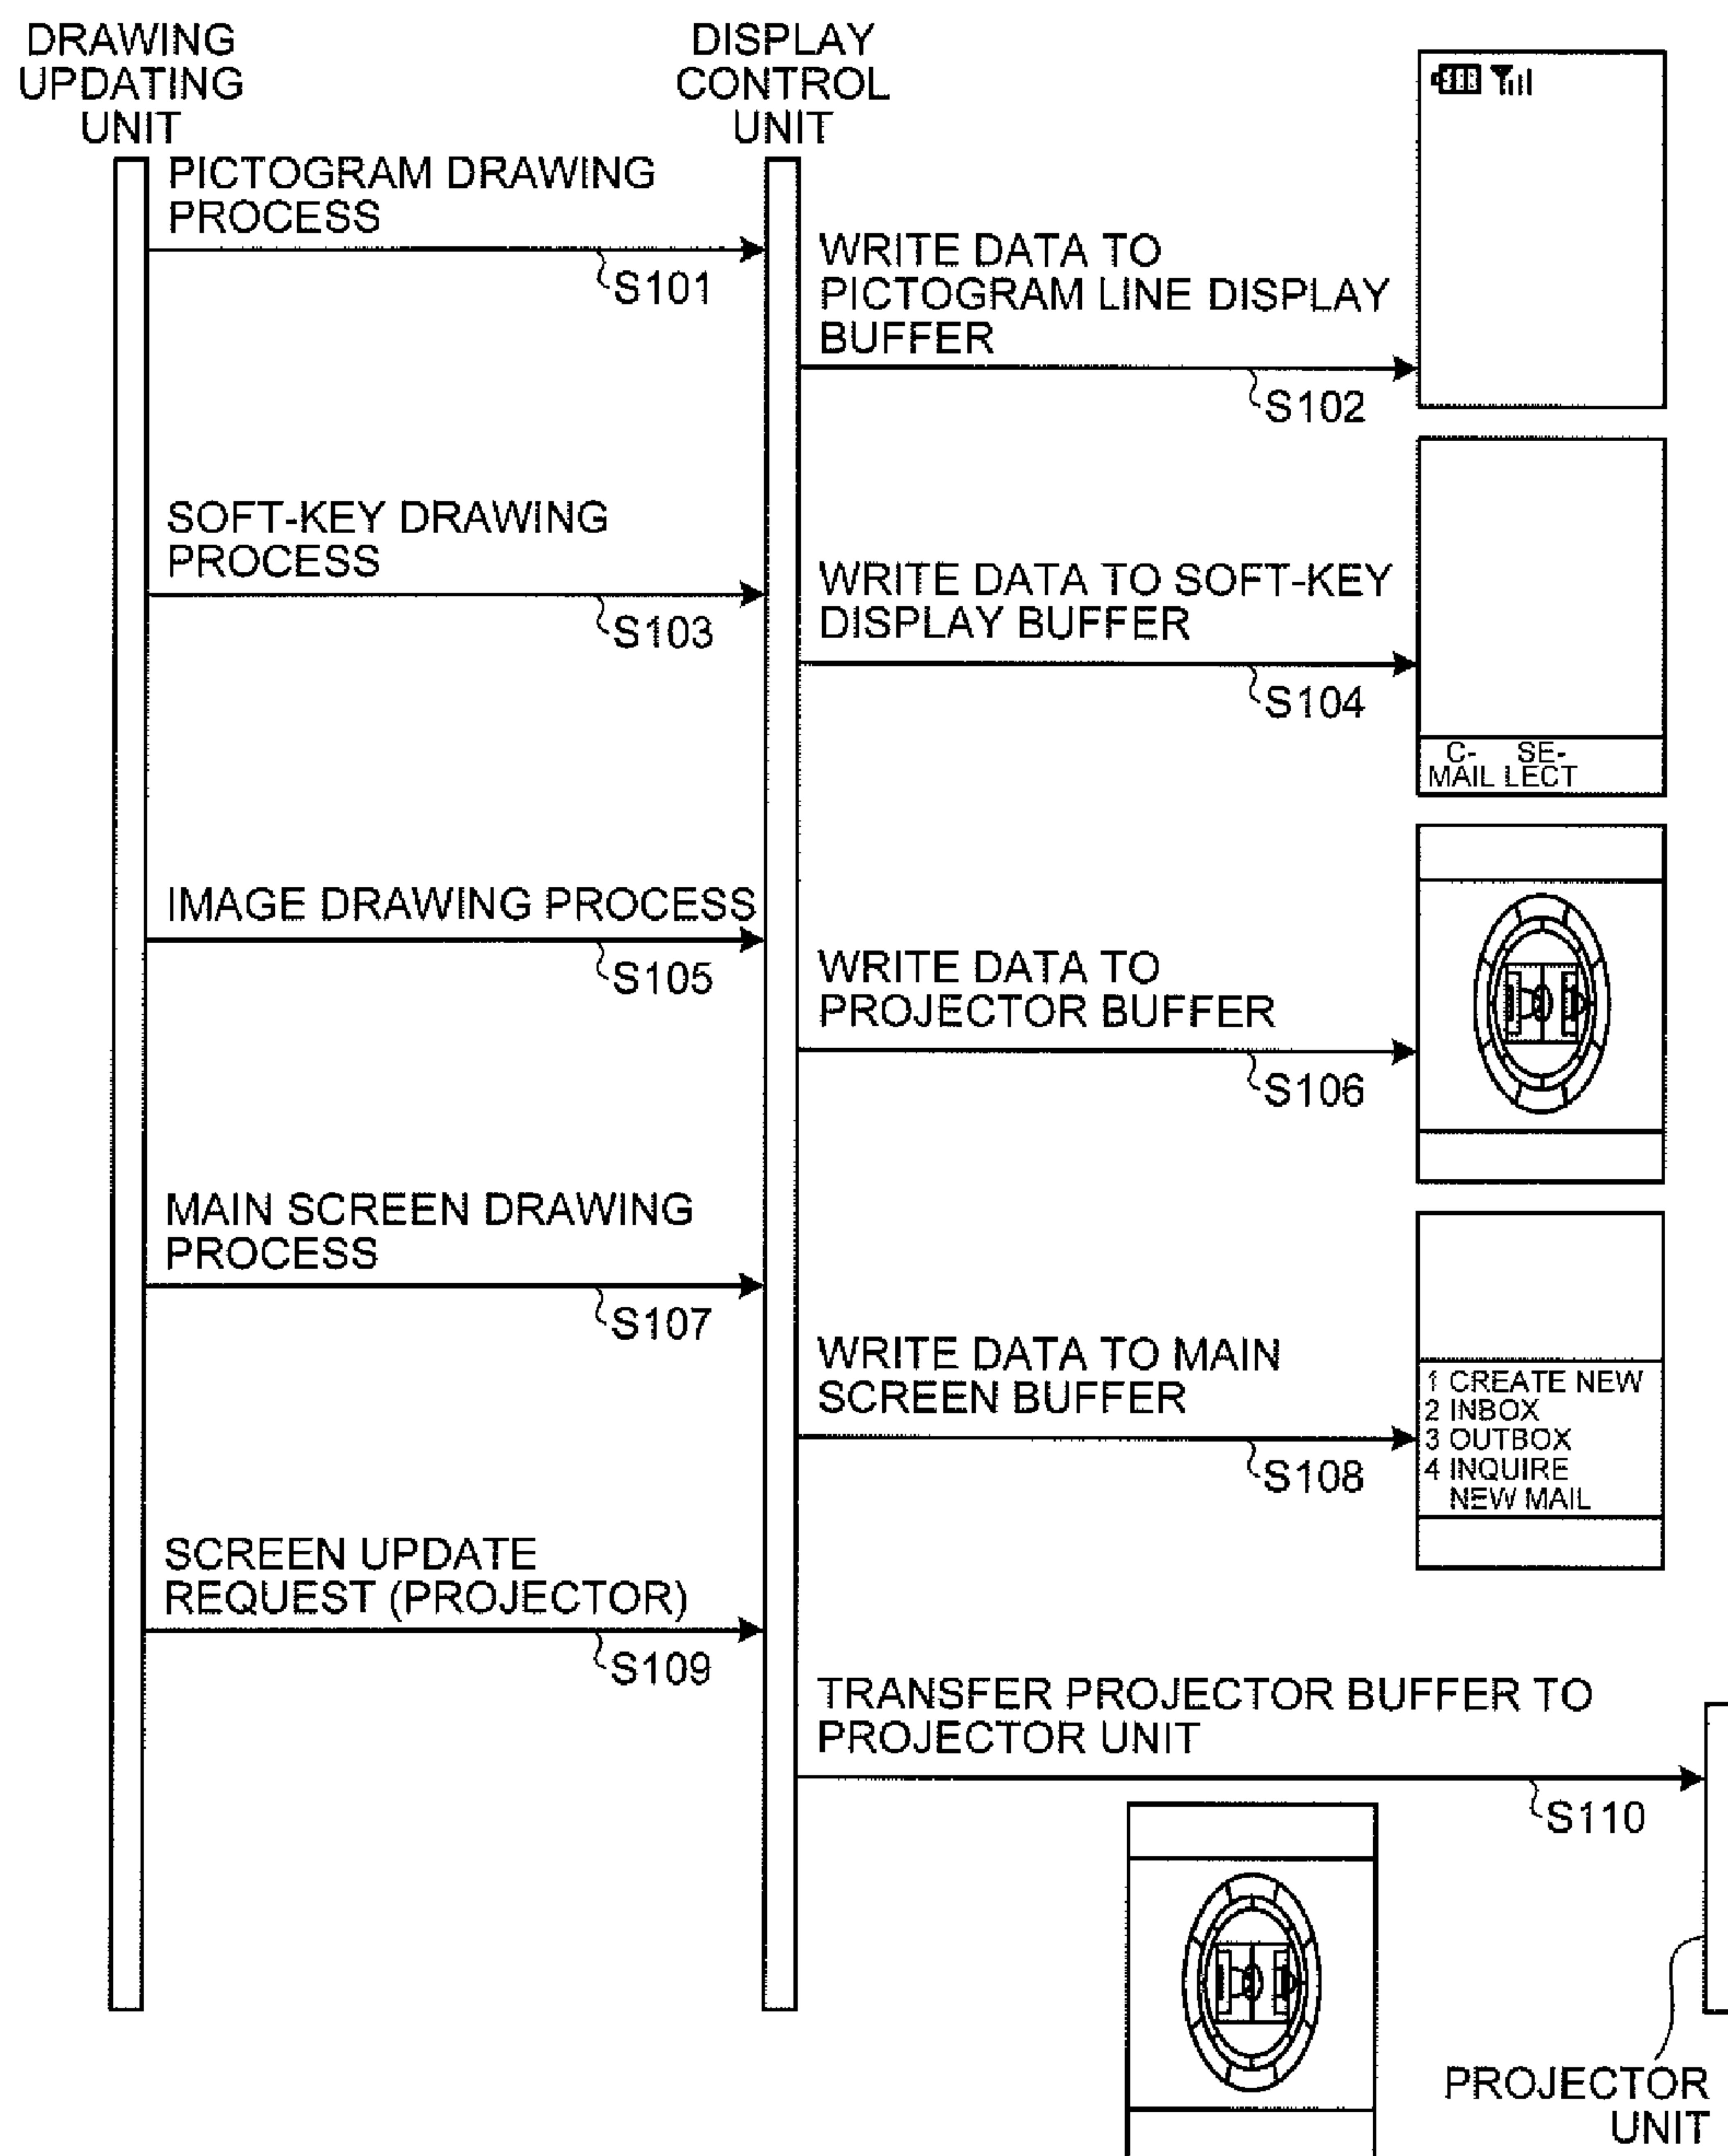 DRAWING
UPDATING
UNIT
DISPLAY
CONTROL
UNIT
PICTOGRAM DRAWING
PROCESS
S101
WRITE DATA TO
PICTOGRAM LINE DISPLAY
BUFFER
S102
SOFT-KEY DRAWING
PROCESS
S103
WRITE DATA TO SOFT-KEY
DISPLAY BUFFER
S104
C- SE-
MAIL LECT
IMAGE DRAWING PROCESS
S105
WRITE DATA TO
PROJECTOR BUFFER
S106
MAIN SCREEN DRAWING
PROCESS
S107
WRITE DATA TO MAIN
SCREEN BUFFER
S108
1 CREATE NEW
2 INBOX
3 OUTBOX
4 INQUIRE
NEW MAIL
SCREEN UPDATE
REQUEST (PROJECTOR)
S109
TRANSFER PROJECTOR BUFFER TO
PROJECTOR UNIT
S110
PROJECTOR
UNIT